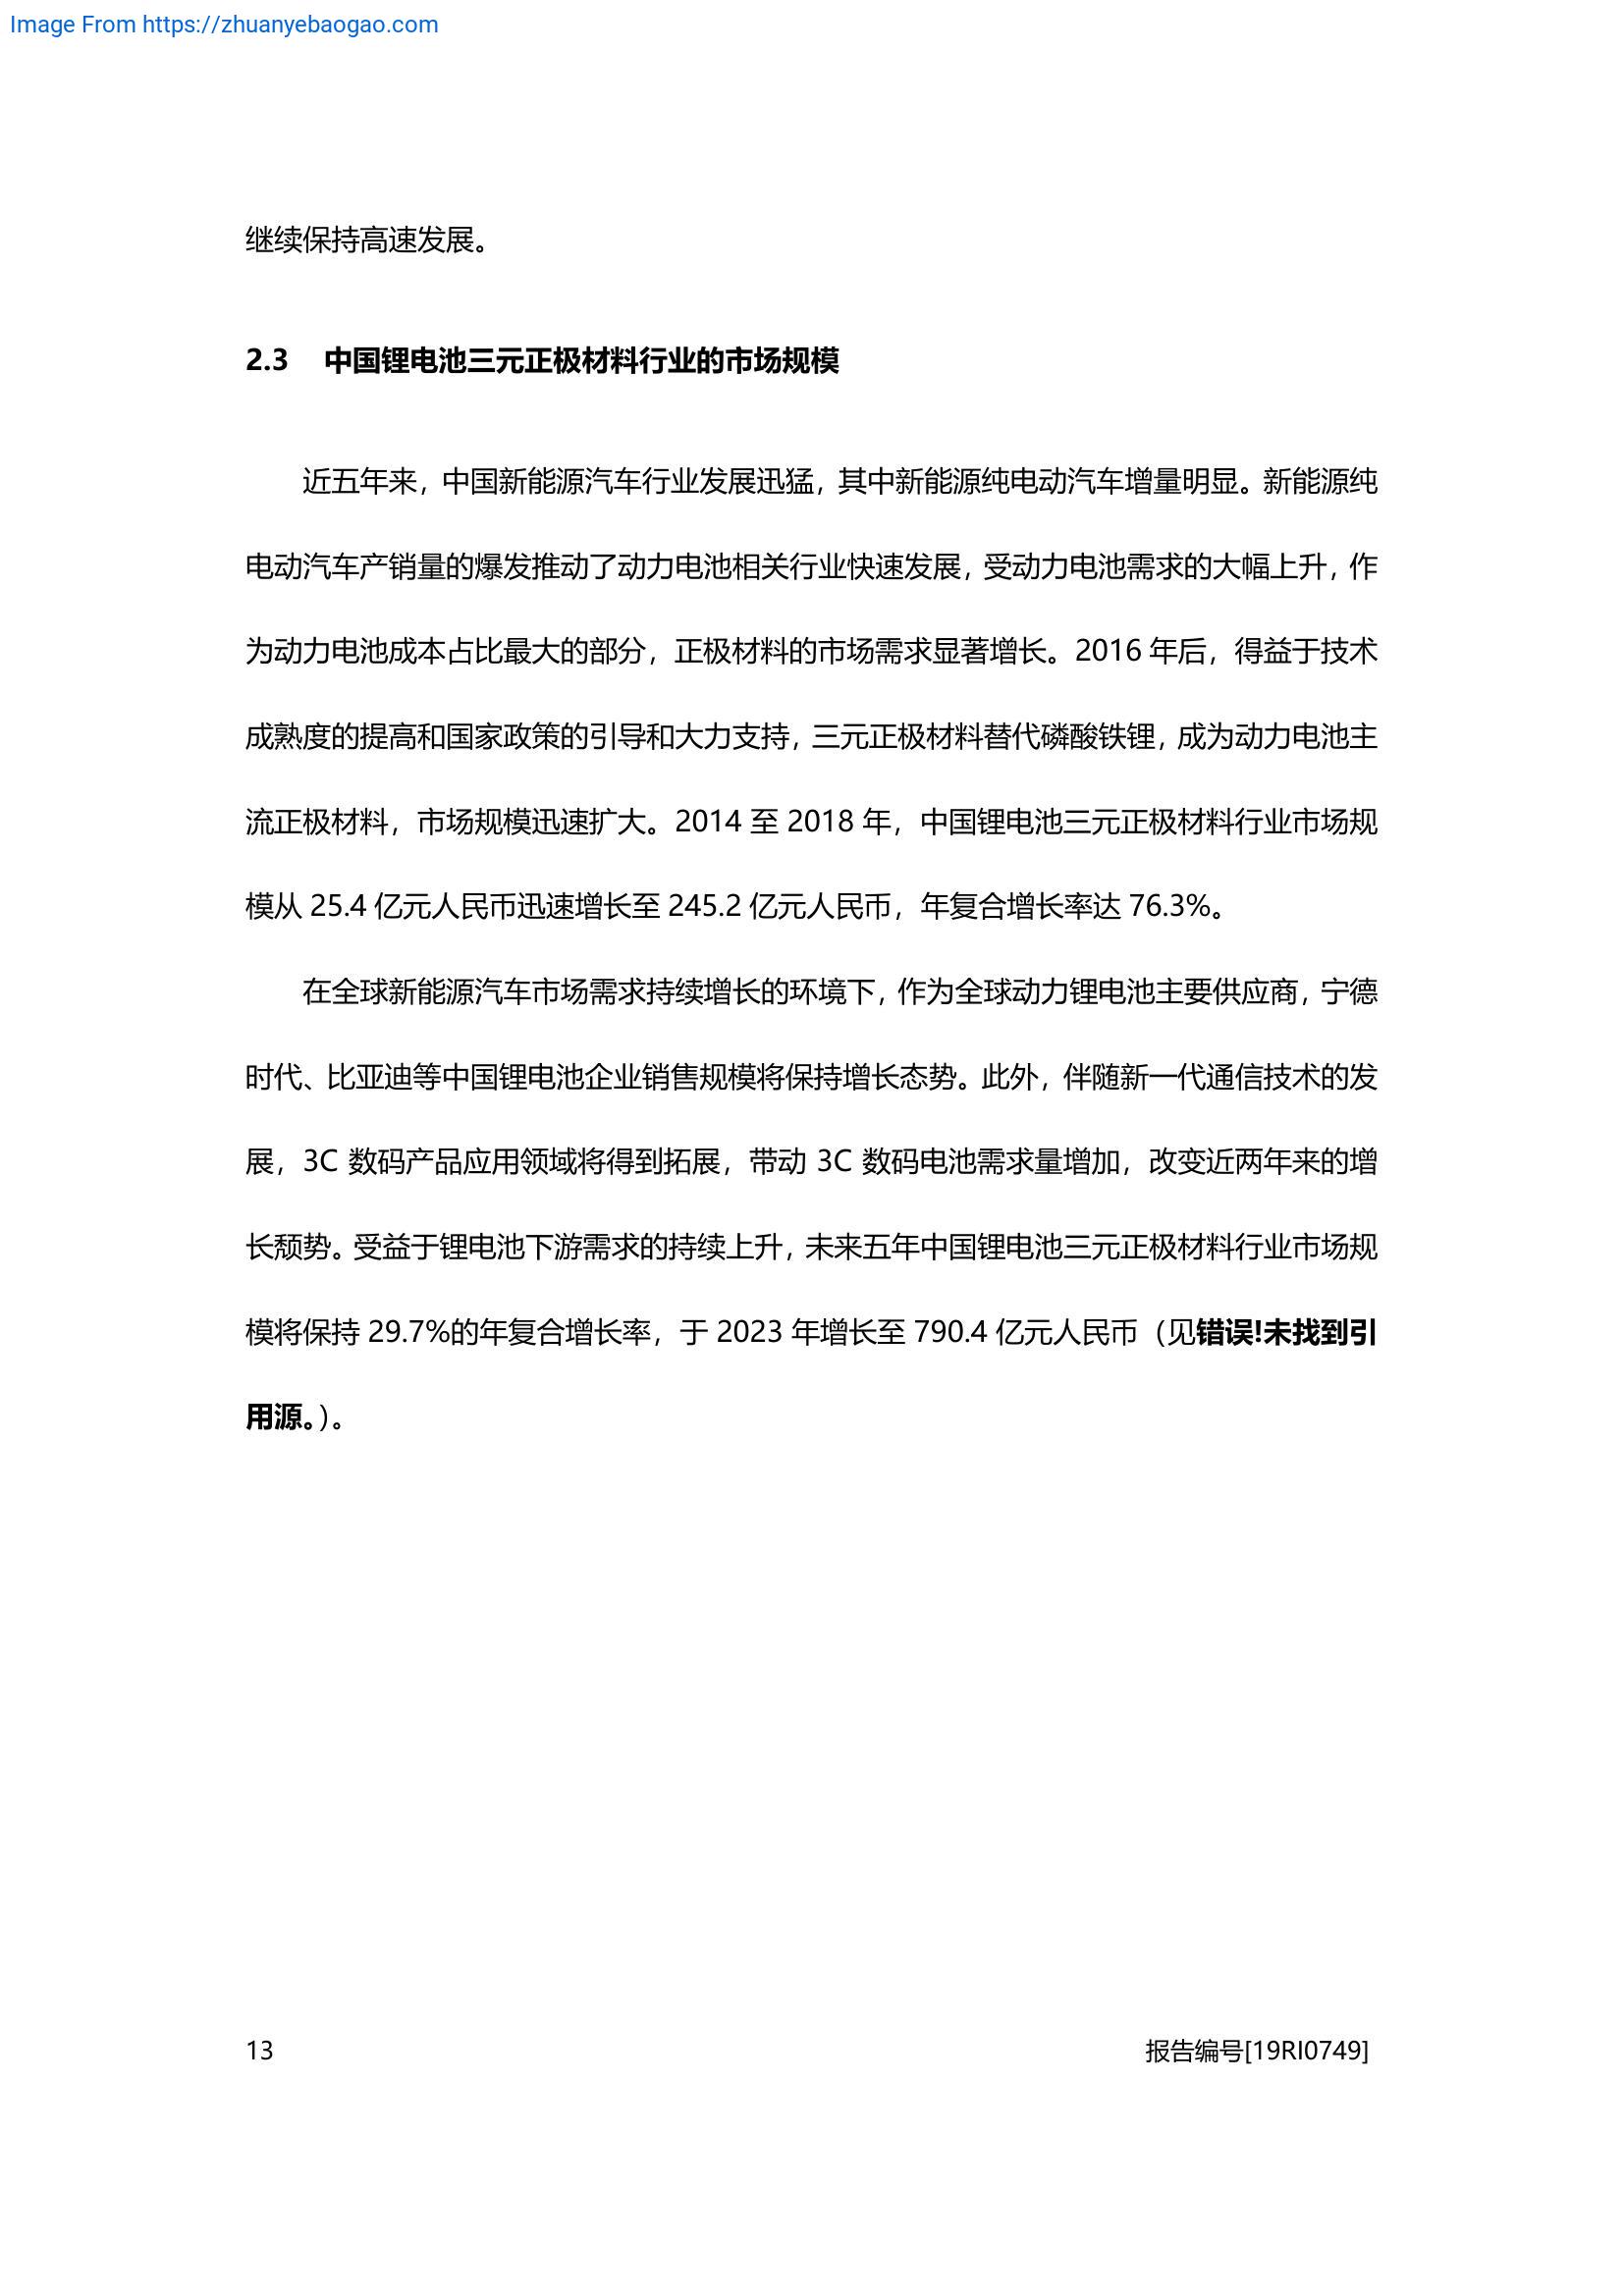 Image From https://zhuanyebaogao.com
继续保持高速发展。
2.3 中国锂电池三元正极材料行业的市场规模
近五年来，中国新能源汽车行业发展迅猛，其中新能源纯电动汽车增量明显。新能源纯
电动汽车产销量的爆发推动了动力电池相关行业快速发展，受动力电池需求的大幅上升，作
为动力电池成本占比最大的部分，正极材料的市场需求显著增长。2016 年后，得益于技术
成熟度的提高和国家政策的引导和大力支持，三元正极材料替代磷酸铁锂，成为动力电池主
流正极材料，市场规模迅速扩大。2014 至 2018 年，中国锂电池三元正极材料行业市场规
模从 25.4 亿元人民币迅速增长至 245.2 亿元人民币，年复合增长率达 76.3%。
在全球新能源汽车市场需求持续增长的环境下，作为全球动力锂电池主要供应商，宁德
时代、比亚迪等中国锂电池企业销售规模将保持增长态势。此外，伴随新一代通信技术的发
展，3C 数码产品应用领域将得到拓展，带动 3C 数码电池需求量增加，改变近两年来的增
长颓势。受益于锂电池下游需求的持续上升，未来五年中国锂电池三元正极材料行业市场规
模将保持 29.7%的年复合增长率，于 2023 年增长至 790.4 亿元人民币（见错误!未找到引
用源。）。
13 报告编号[19RI0749]